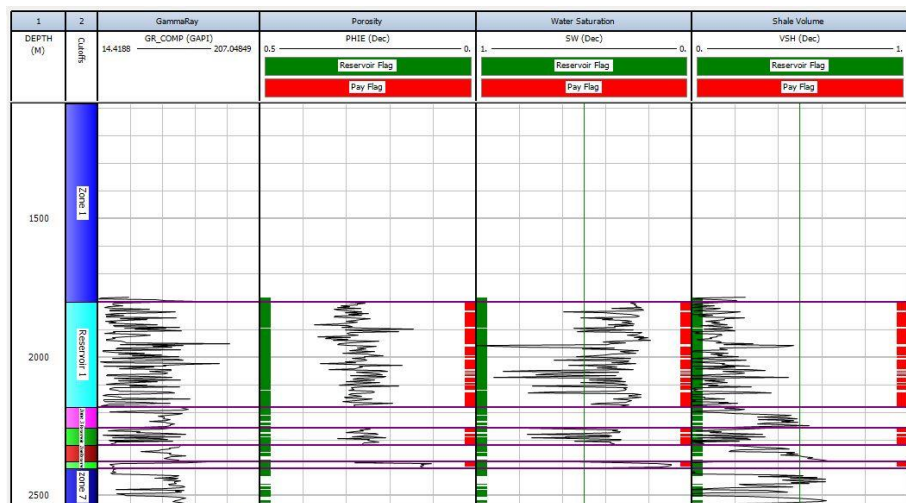 1 2 GammaRay Porosity Water Saturation Shale Volume
DEPTH (M) Cutoffs GR_COMP (GAPI) PHIE (Dec) SW (Dec) VSH (Dec)
14.4188 207.04849 0.5 0. 1. 0. 0. 1.
Reservoir Flag Reservoir Flag Reservoir Flag
Pay Flag Pay Flag Pay Flag
Zone 1
1500
Reservoir 1
2000
zone 7
2500